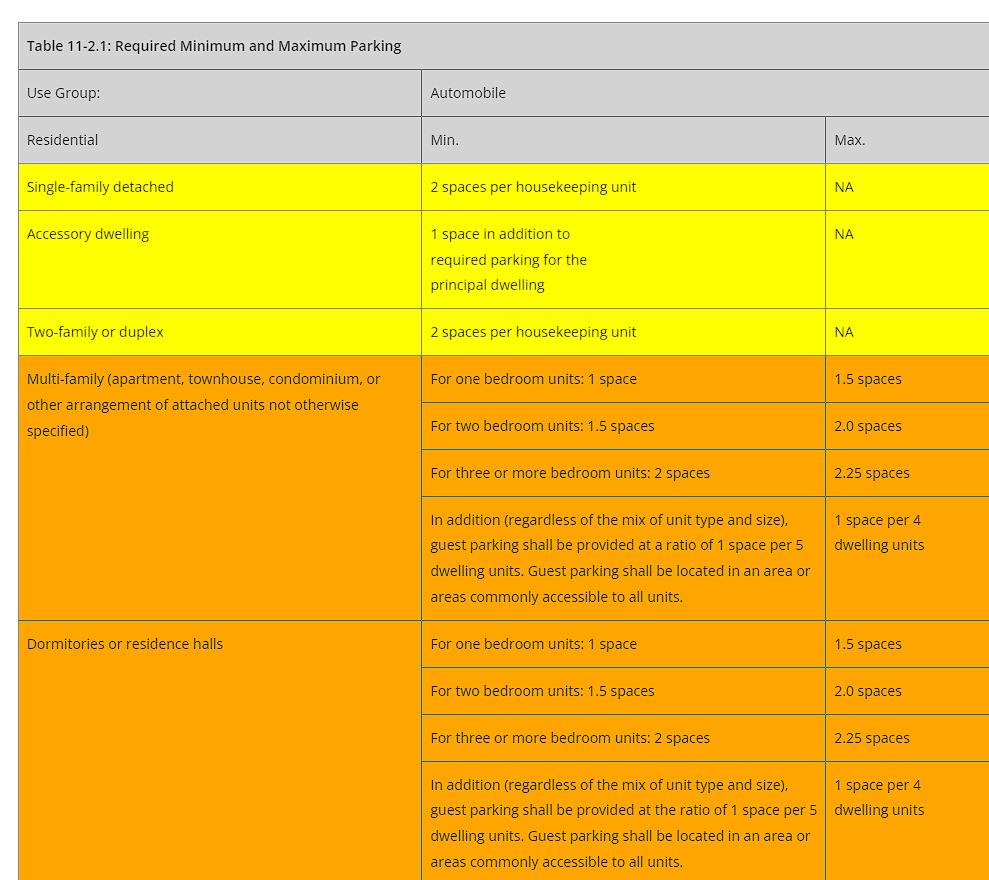 Table 11-2.1: Required Minimum and Maximum Parking
Use Group:
Automobile
Residential
Min.
Max.
Single-family detached
2 spaces per housekeeping unit
NA
Accessory dwelling
1 space in addition to
required parking for the
principal dwelling
NA
Two-family or duplex
2 spaces per housekeeping unit
NA
Multi-family (apartment, townhouse, condominium, or
other arrangement of attached units not otherwise
specified)
For one bedroom units: 1 space
1.5 spaces
For two bedroom units: 1.5 spaces
2.0 spaces
For three or more bedroom units: 2 spaces
2.25 spaces
In addition (regardless of the mix of unit type and size),
guest parking shall be provided at a ratio of 1 space per 5
dwelling units. Guest parking shall be located in an area or
areas commonly accessible to all units.
1 space per 4
dwelling units
Dormitories or residence halls
For one bedroom units: 1 space
1.5 spaces
For two bedroom units: 1.5 spaces
2.0 spaces
For three or more bedroom units: 2 spaces
2.25 spaces
In addition (regardless of the mix of unit type and size),
guest parking shall be provided at the ratio of 1 space per 5
dwelling units. Guest parking shall be located in an area or
areas commonly accessible to all units.
1 space per 4
dwelling units